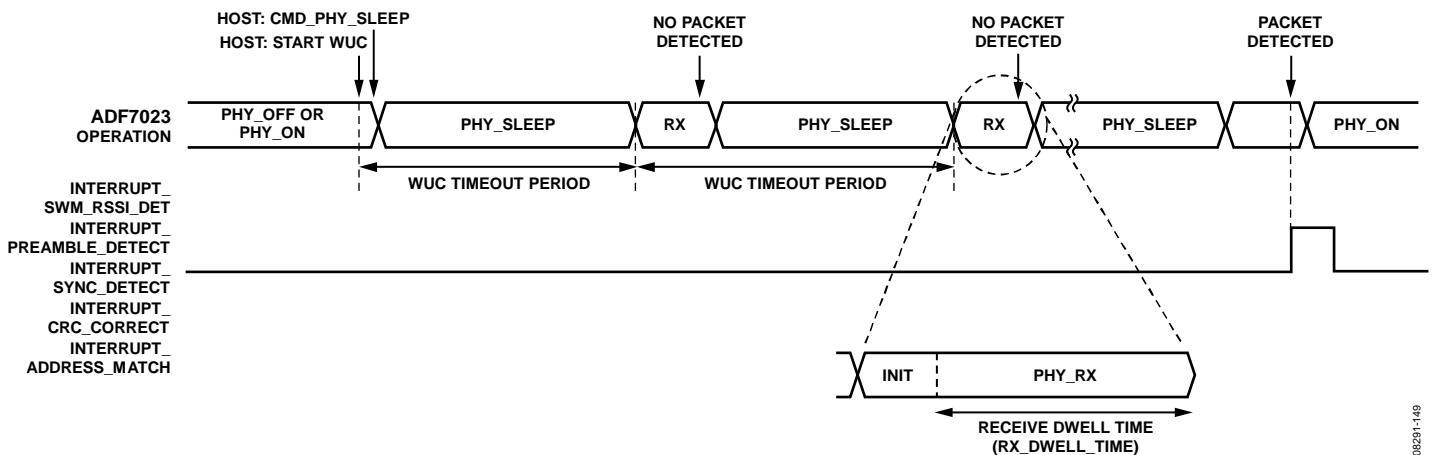 HOST: CMD_PHY_SLEEP
HOST: START WUC
NO PACKET
DETECTED
NO PACKET
DETECTED
PACKET
DETECTED
ADF7023
OPERATION
PHY_OFF OR
PHY_ON
PHY_SLEEP
RX
PHY_SLEEP
RX
PHY_SLEEP
PHY_ON
WUC TIMEOUT PERIOD
WUC TIMEOUT PERIOD
INTERRUPT_
SWM_RSSI_DET
INTERRUPT_
PREAMBLE_DETECT
INTERRUPT_
SYNC_DETECT
INTERRUPT_
CRC_CORRECT
INTERRUPT_
ADDRESS_MATCH
INIT
PHY_RX
RECEIVE DWELL TIME
(RX_DWELL_TIME)
08291-149